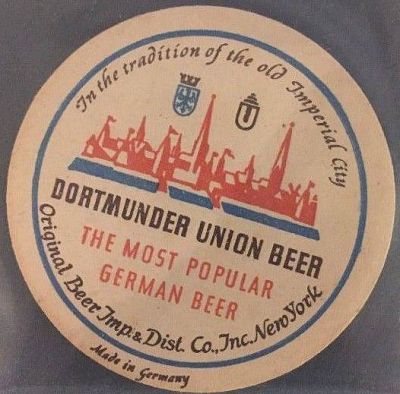 In the tradition of the old Imperial City
U
DORTMUNDER UNION BEER
THE MOST POPULAR
GERMAN BEER
Original Beer Imp. & Dist. Co., Inc. New York
Made in Germany